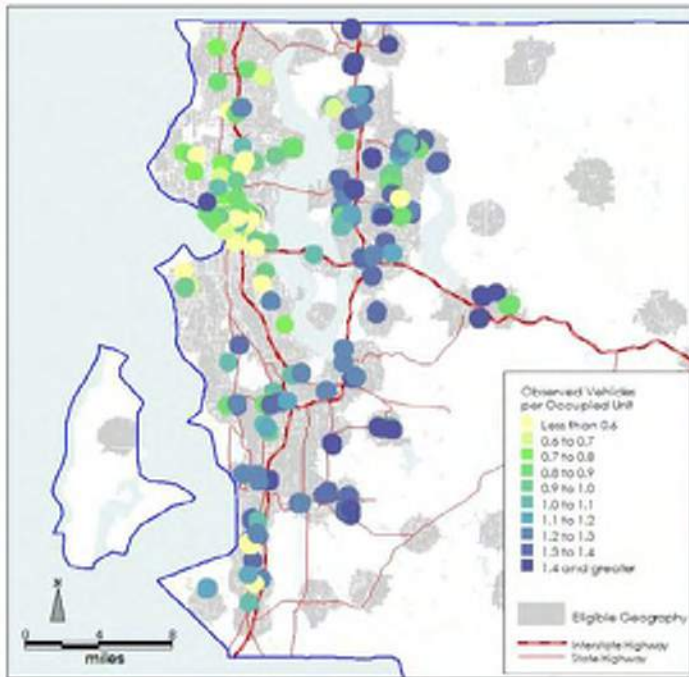 Observed Vehicles
per Occupied Unit
Less than 0.6
0.6 to 0.7
0.7 to 0.8
0.8 to 0.9
0.9 to 1.0
1.0 to 1.1
1.1 to 1.2
1.2 to 1.3
1.3 to 1.4
1.4 and greater
Eligible Geography
Interstate Highway
State Highway
N
0 4 8
miles